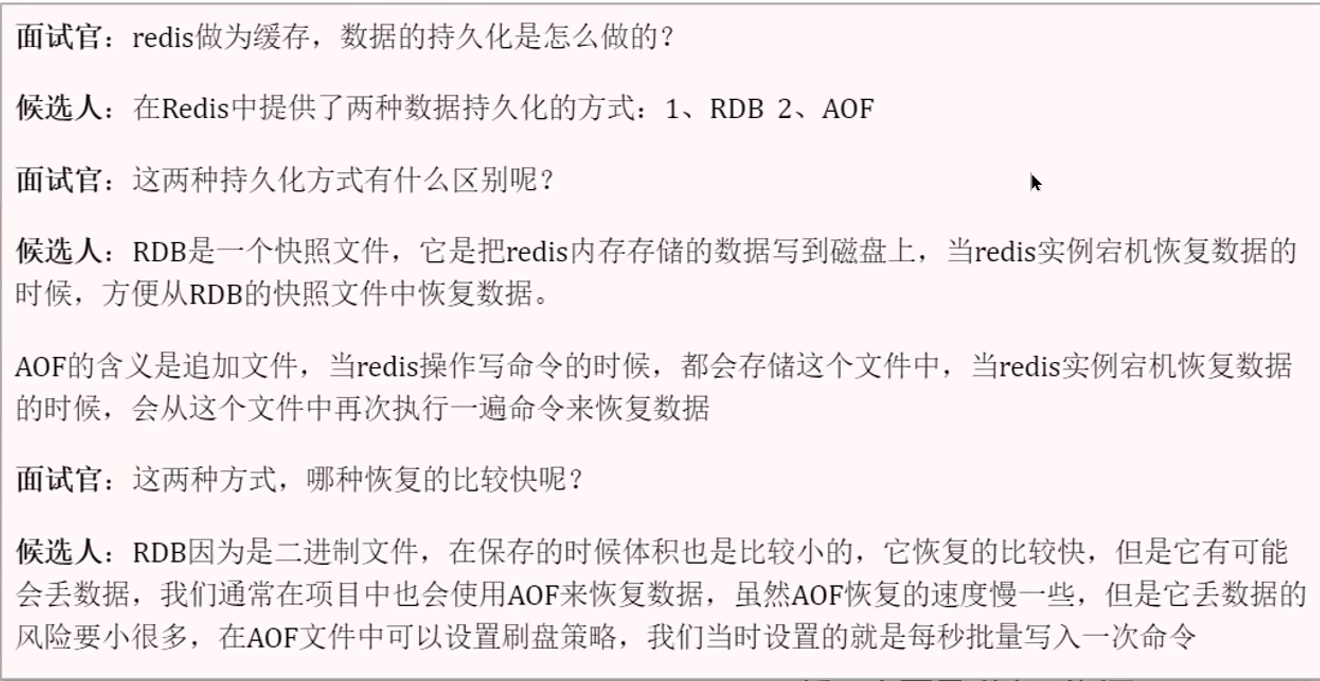 面试官：redis做为缓存，数据的持久化是怎么做的？
候选人：在Redis中提供了两种数据持久化的方式：1、RDB 2、AOF
面试官：这两种持久化方式有什么区别呢？
候选人：RDB是一个快照文件，它是把redis内存存储的数据写到磁盘上，当redis实例宕机恢复数据的
时候，方便从RDB的快照文件中恢复数据。
AOF的含义是追加文件，当redis操作写命令的时候，都会存储这个文件中，当redis实例宕机恢复数据
的时候，会从这个文件中再次执行一遍命令来恢复数据
面试官：这两种方式，哪种恢复的比较快呢？
候选人：RDB因为是二进制文件，在保存的时候体积也是比较小的，它恢复的比较快，但是它有可能
会丢数据，我们通常在项目中也会使用AOF来恢复数据，虽然AOF恢复的速度慢一些，但是它丢数据的
风险要小很多，在AOF文件中可以设置刷盘策略，我们当时设置的就是每秒批量写入一次命令